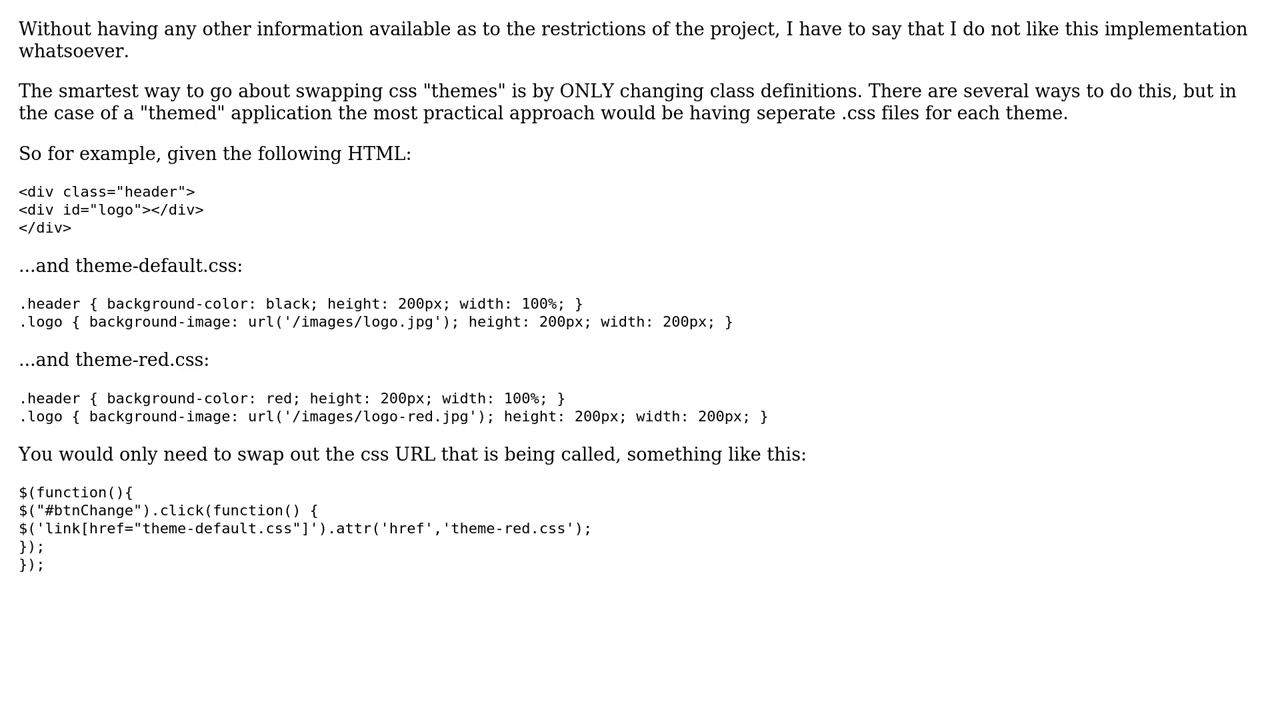 Without having any other information available as to the restrictions of the project, I have to say that I do not like this implementation
whatsoever.
The smartest way to go about swapping css "themes" is by ONLY changing class definitions. There are several ways to do this, but in
the case of a "themed" application the most practical approach would be having seperate .css files for each theme.
So for example, given the following HTML:
<div class="header">
<div id="logo"></div>
</div>
...and theme-default.css:
.header { background-color: black; height: 200px; width: 100%; }
.logo { background-image: url('/images/logo.jpg'); height: 200px; width: 200px; }
...and theme-red.css:
.header { background-color: red; height: 200px; width: 100%; }
.logo { background-image: url('/images/logo-red.jpg'); height: 200px; width: 200px; }
You would only need to swap out the css URL that is being called, something like this:
$(function(){
$("#btnChange").click(function() {
$('link[href="theme-default.css"]').attr('href','theme-red.css');
});
});